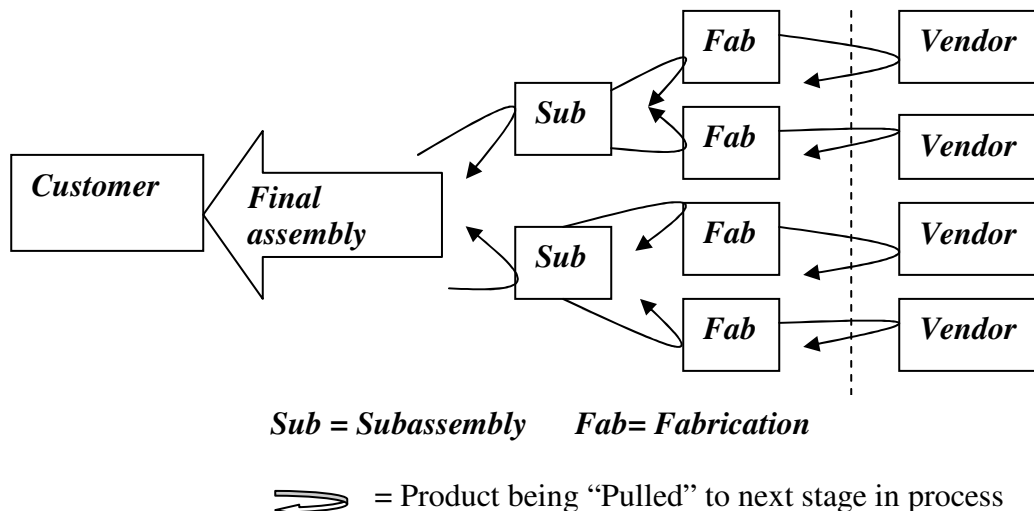 Fab
Vendor
Sub
Fab
Vendor
Customer
Final
assembly
Fab
Vendor
Sub
Fab
Vendor
Sub = Subassembly Fab= Fabrication
= Product being “Pulled” to next stage in process